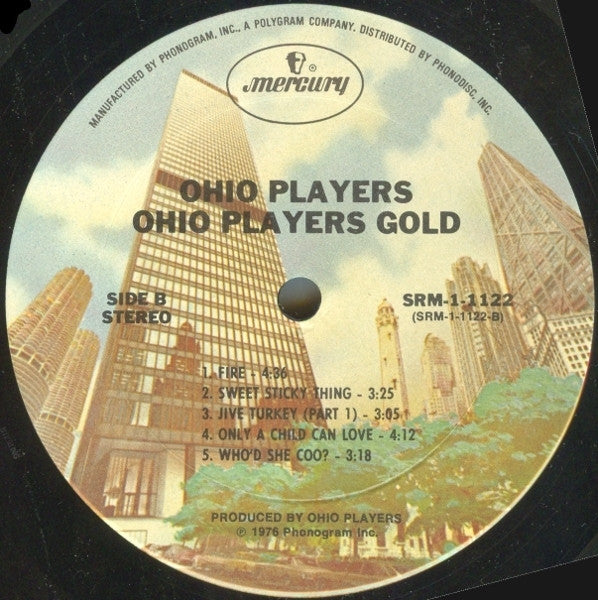 MANUFACTURED BY PHONOGRAM, INC., A POLYGRAM COMPANY. DISTRIBUTED BY PHONODISC, INC.
mercury ®
OHIO PLAYERS
OHIO PLAYERS GOLD
SIDE B
STEREO
SRM-1-1122
(SRM-1-1122-B)
1. FIRE - 4:36
2. SWEET STICKY THING - 3:25
3. JIVE TURKEY (PART 1) - 3:05
4. ONLY A CHILD CAN LOVE - 4:12
5. WHO'D SHE COO? - 3:18
PRODUCED BY OHIO PLAYERS
℗ 1976 Phonogram Inc.